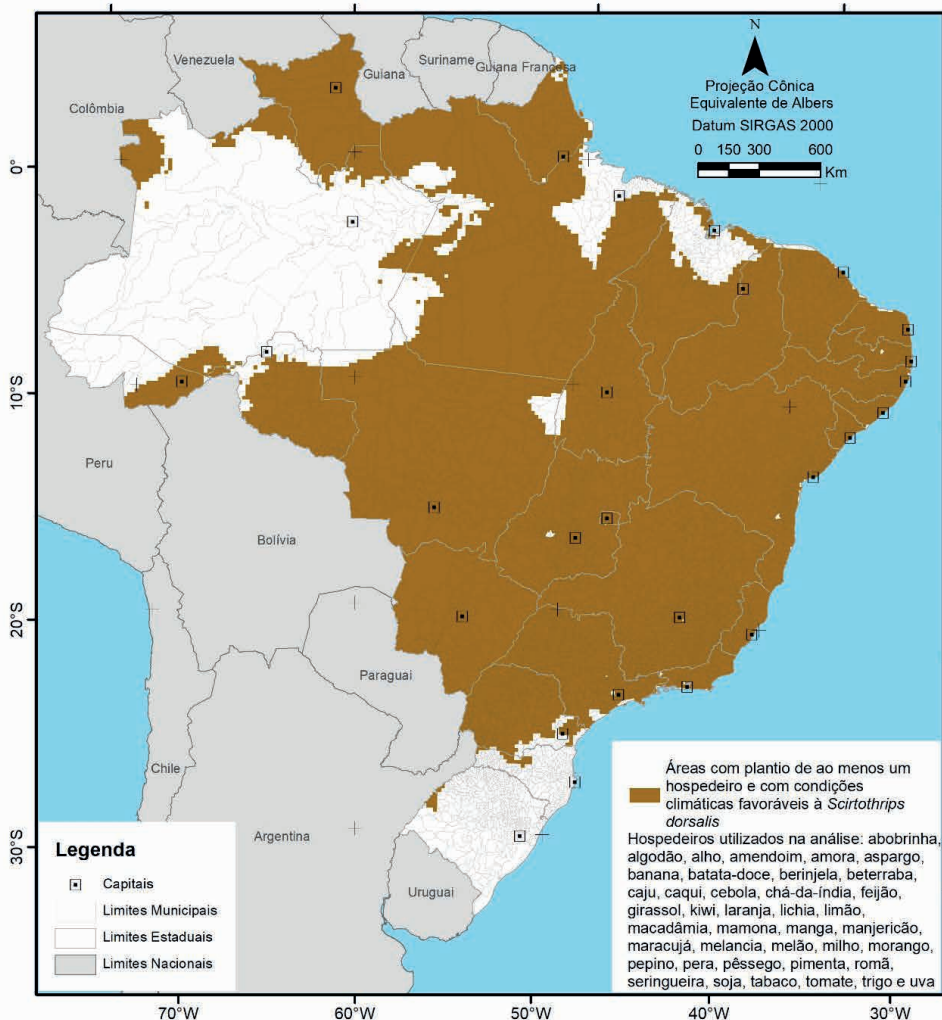 N
Projeção Cônica
Equivalente de Albers
Datum SIRGAS 2000
0 150 300 600
Km
Venezuela
Guiana
Suriname
Guiana Francesa
Colômbia
Peru
Bolívia
Paraguai
Chile
Argentina
Uruguai
0°
10°S
20°S
30°S
Legenda
Capitais
Limites Municipais
Limites Estaduais
Limites Nacionais
Áreas com plantio de ao menos um
hospedeiro e com condições
climáticas favoráveis à Scirtothrips
dorsalis
Hospedeiros utilizados na análise: abobrinha,
algodão, alho, amendoim, amora, aspargo,
banana, batata-doce, berinjela, beterraba,
caju, caqui, cebola, chá-da-índia, feijão,
girassol, kiwi, laranja, lichia, limão,
macadâmia, mamona, manga, manjericão,
maracujá, melancia, melão, milho, morango,
pepino, pera, pêssego, pimenta, romã,
seringueira, soja, tabaco, tomate, trigo e uva
70°W 60°W 50°W 40°W 30°W